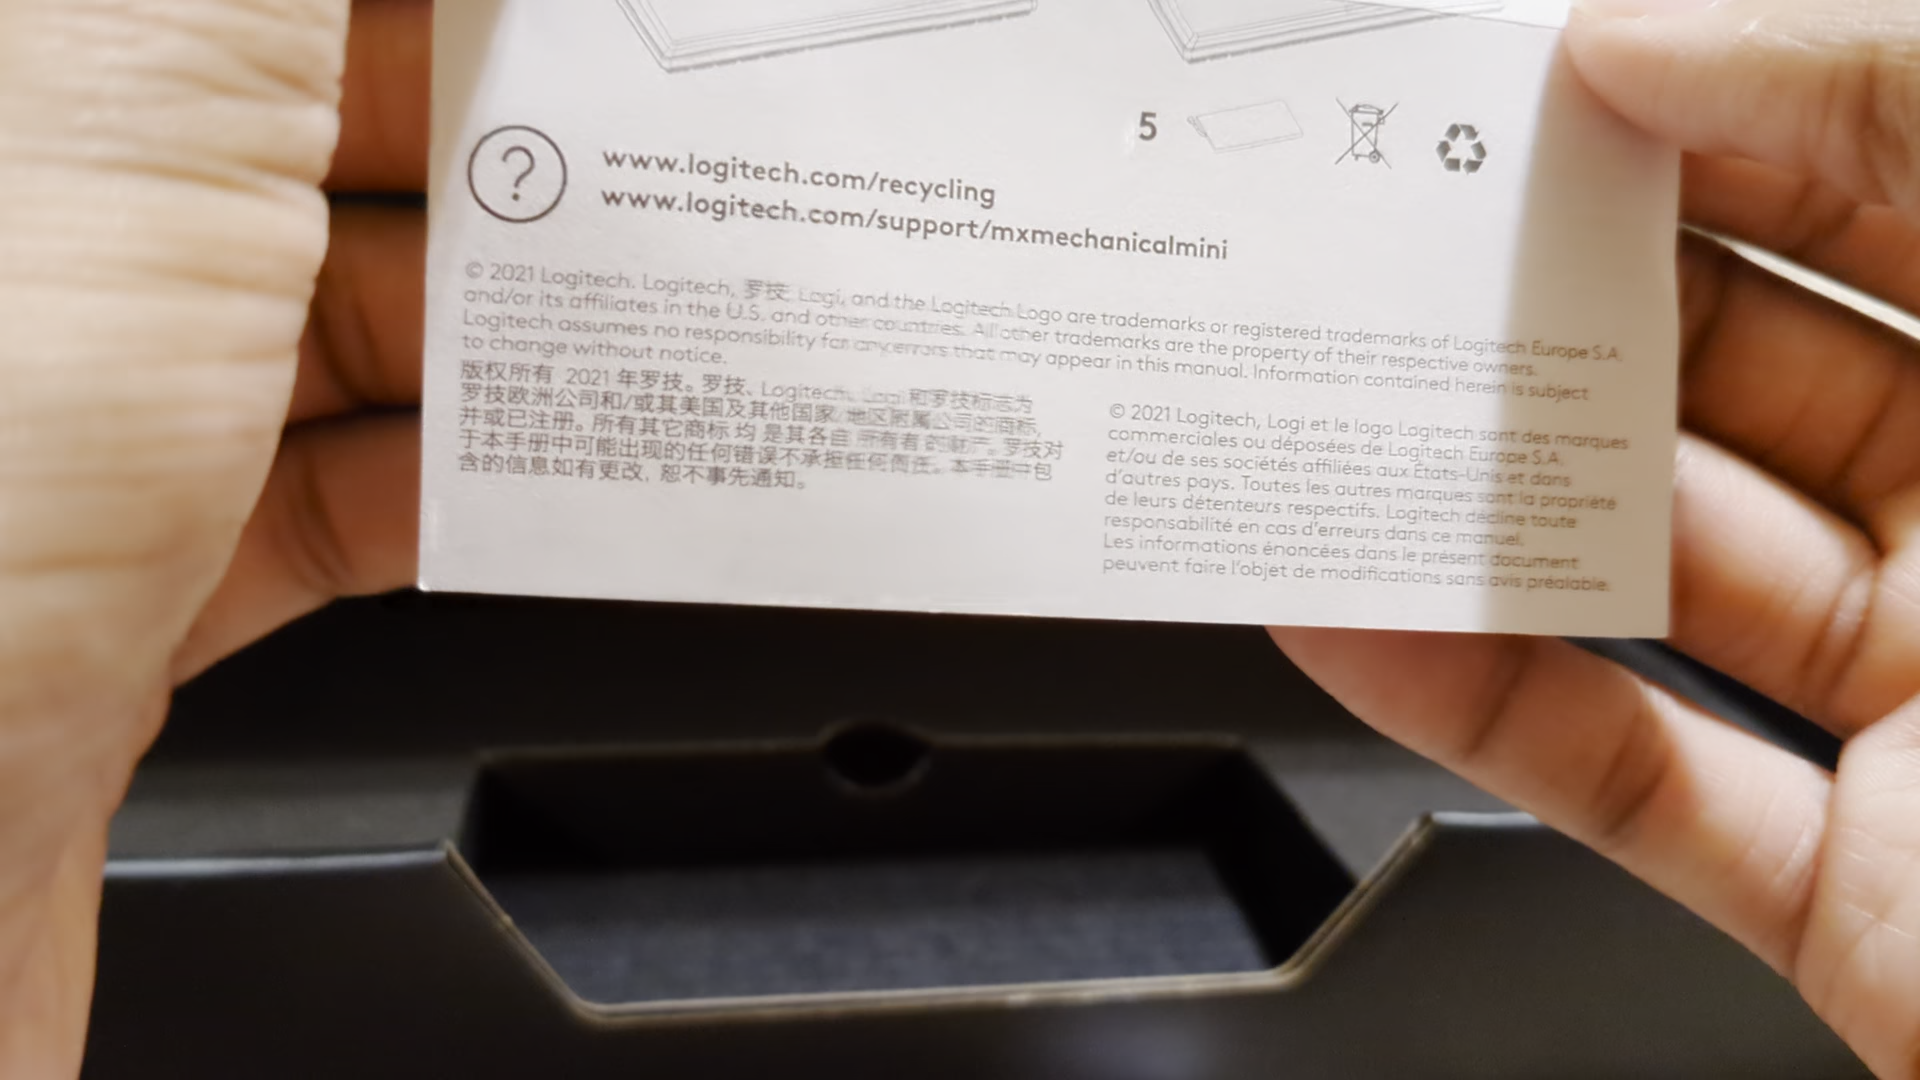 5
?
www.logitech.com/recycling
www.logitech.com/support/mxmechanicalmini
© 2021 Logitech. Logitech, 罗技, Logi, and the Logitech Logo are trademarks or registered trademarks of Logitech Europe S.A.
and/or its affiliates in the U.S. and other countries. All other trademarks are the property of their respective owners.
Logitech assumes no responsibility for any errors that may appear in this manual. Information contained herein is subject
to change without notice.
版权所有 2021 年罗技。罗技、Logitech、Logi 和罗技标志为
罗技欧洲公司和/或其美国及其他国家/地区附属公司的商标,
并或已注册。所有其它商标 均 是其各自 所有者 的财产。罗技对
于本手册中可能出现的任何错误不承担任何责任。本手册中包
含的信息如有更改, 恕不事先通知。
© 2021 Logitech, Logi et le logo Logitech sont des marques
commerciales ou déposées de Logitech Europe S.A.
et/ou de ses sociétés affiliées aux États-Unis et dans
d'autres pays. Toutes les autres marques sont la propriété
de leurs détenteurs respectifs. Logitech décline toute
responsabilité en cas d'erreurs dans ce manuel.
Les informations énoncées dans le présent document
peuvent faire l'objet de modifications sans avis préalable.